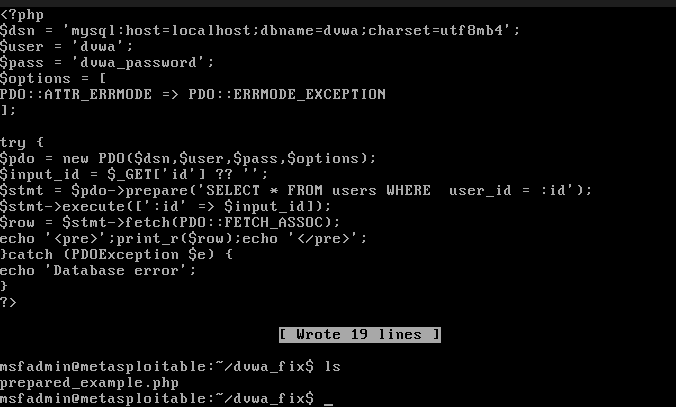 <?php
$dsn = 'mysql:host=localhost;dbname=dvwa;charset=utf8mb4';
$user = 'dvwa';
$pass = 'dvwa_password';
$options = [
PDO::ATTR_ERRMODE => PDO::ERRMODE_EXCEPTION
];
try {
$pdo = new PDO($dsn,$user,$pass,$options);
$input_id = $_GET['id'] ?? '';
$stmt = $pdo->prepare('SELECT * FROM users WHERE  user_id = :id');
$stmt->execute([':id' => $input_id]);
$row = $stmt->fetch(PDO::FETCH_ASSOC);
echo '<pre>';print_r($row);echo '</pre>';
}catch (PDOException $e) {
echo 'Database error';
}
?>
[ Wrote 19 lines ]
msfadmin@metasploitable:~/dvwa_fix$ ls
prepared_example.php
msfadmin@metasploitable:~/dvwa_fix$ _